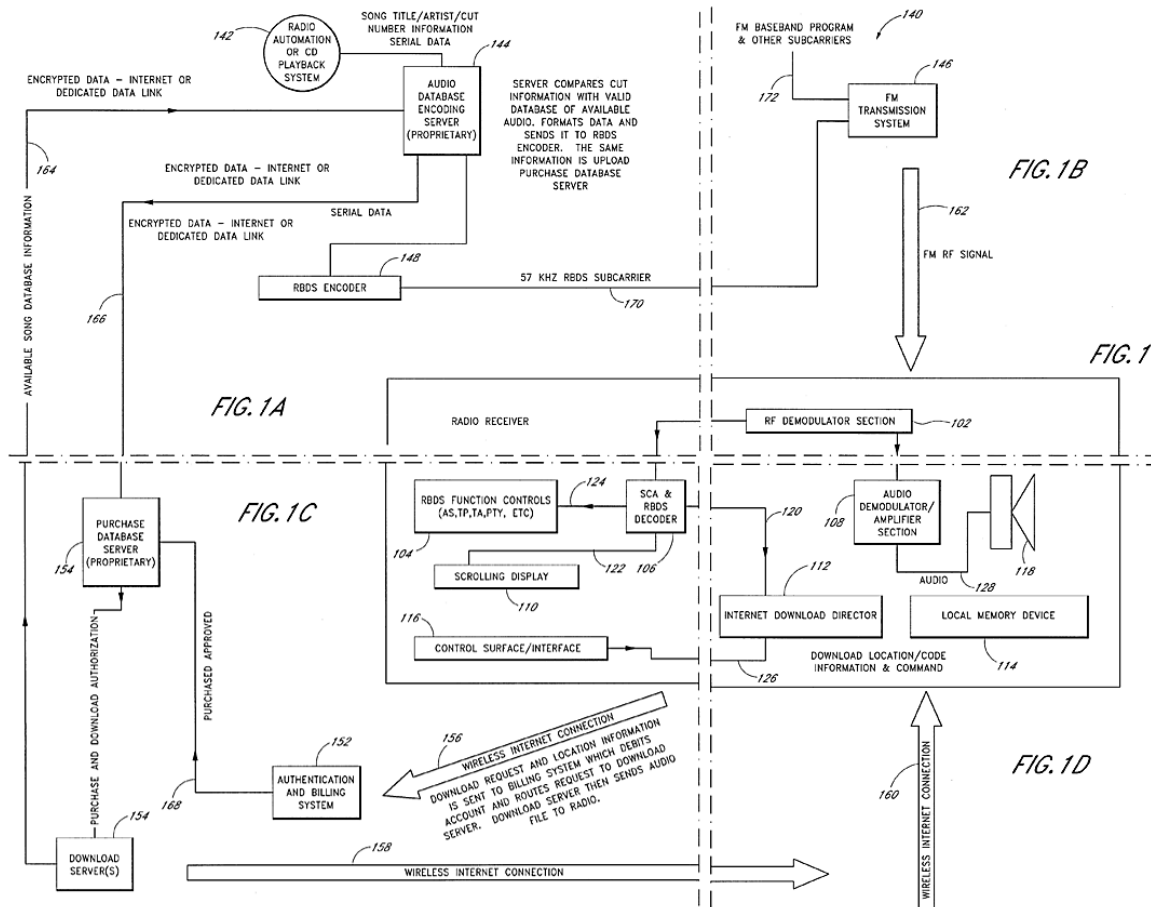 SONG TITLE/ARTIST/CUT
NUMBER INFORMATION
SERIAL DATA
142
RADIO
AUTOMATION
OR CD
PLAYBACK
SYSTEM
144
ENCRYPTED DATA – INTERNET OR
DEDICATED DATA LINK
AUDIO
DATABASE
ENCODING
SERVER
(PROPRIETARY)
SERVER COMPARES CUT
INFORMATION WITH VALID
DATABASE OF AVAILABLE
AUDIO. FORMATS DATA AND
SENDS IT TO RBDS
ENCODER. THE SAME
INFORMATION IS UPLOAD
PURCHASE DATABASE
SERVER
164
ENCRYPTED DATA – INTERNET OR
DEDICATED DATA LINK
SERIAL DATA
ENCRYPTED DATA – INTERNET OR
DEDICATED DATA LINK
148
RBDS ENCODER
57 KHZ RBDS SUBCARRIER
170
166
AVAILABLE SONG DATABASE INFORMATION
FIG. 1A
FM BASEBAND PROGRAM
& OTHER SUBCARRIERS
140
172
146
FM
TRANSMISSION
SYSTEM
FIG. 1B
162
FM RF SIGNAL
FIG. 1
RADIO RECEIVER
RF DEMODULATOR SECTION
102
FIG. 1C
PURCHASE
DATABASE
SERVER
(PROPRIETARY)
154
RBDS FUNCTION CONTROLS
(AS,TP,TA,PTY, ETC)
104
124
SCA &
RBDS
DECODER
106
122
SCROLLING DISPLAY
110
116
CONTROL SURFACE/INTERFACE
120
112
INTERNET DOWNLOAD DIRECTOR
126
108
AUDIO
DEMODULATOR/
AMPLIFIER
SECTION
AUDIO
128
118
LOCAL MEMORY DEVICE
114
DOWNLOAD LOCATION/CODE
INFORMATION & COMMAND
PURCHASE AND DOWNLOAD AUTHORIZATION
PURCHASED APPROVED
168
152
AUTHENTICATION
AND BILLING
SYSTEM
156
WIRELESS INTERNET CONNECTION
DOWNLOAD REQUEST AND LOCATION INFORMATION
IS SENT TO BILLING SYSTEM WHICH DEBITS
ACCOUNT AND ROUTES REQUEST TO DOWNLOAD
SERVER. DOWNLOAD SERVER THEN SENDS AUDIO
FILE TO RADIO.
154
DOWNLOAD
SERVER(S)
158
WIRELESS INTERNET CONNECTION
160
WIRELESS INTERNET CONNECTION
FIG. 1D